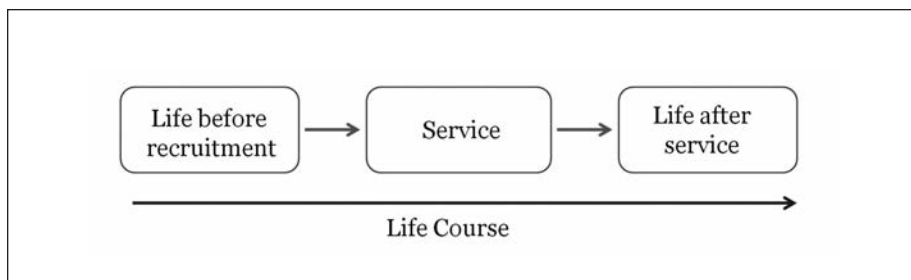 Life before
recruitment
Service
Life after
service
Life Course